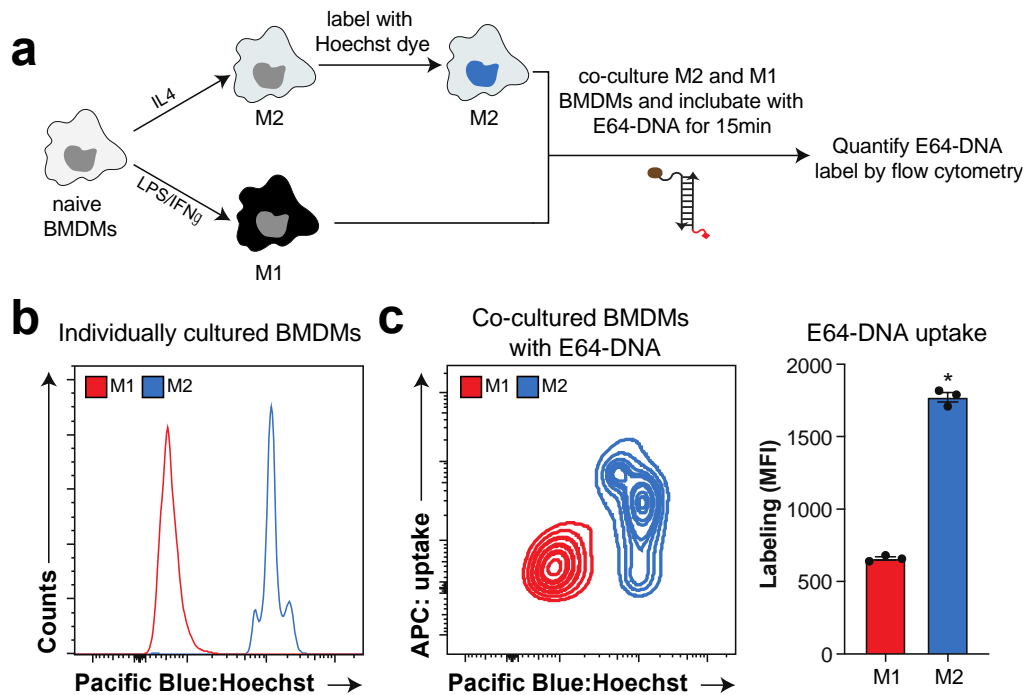 a
label with
Hoechst dye
IL4
M2
M2
naive
BMDMs
LPS/IFNg
M1
co-culture M2 and M1
BMDMs and inclubate with
E64-DNA for 15min
Quantify E64-DNA
label by flow cytometry
b
Individually cultured BMDMs
M1
M2
Counts
Pacific Blue:Hoechst
c
Co-cultured BMDMs
with E64-DNA
M1
M2
APC: uptake
Pacific Blue:Hoechst
E64-DNA uptake
Labeling (MFI)
2000
1500
1000
500
0
*
M1
M2